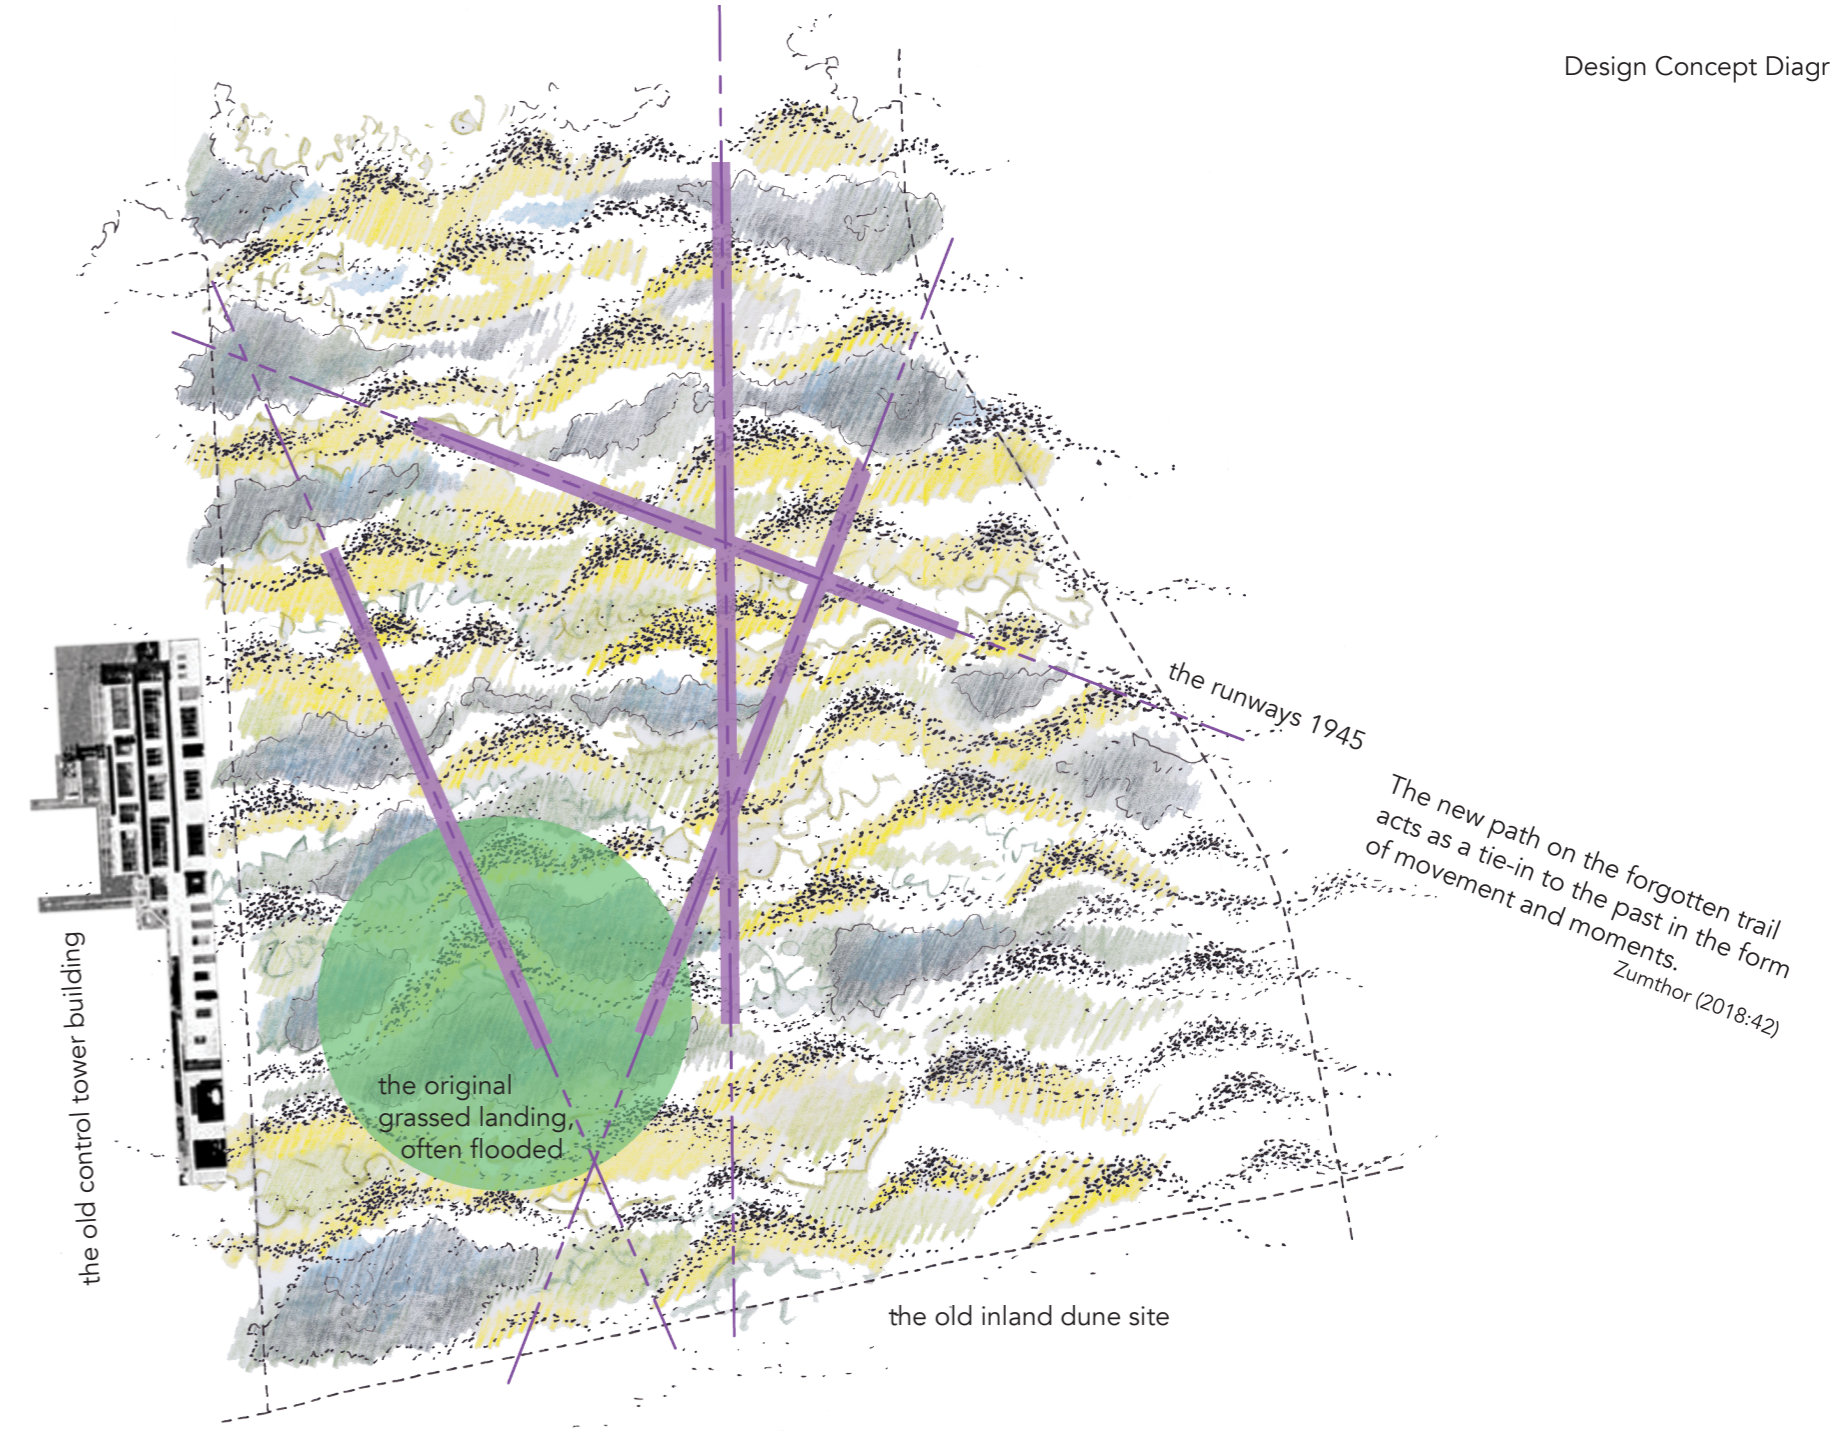 Design Concept Diagr
the runways 1945
The new path on the forgotten trail
acts as a tie-in to the past in the form
of movement and moments.
Zumthor (2018:42)
the old control tower building
the original
grassed landing,
often flooded
the old inland dune site